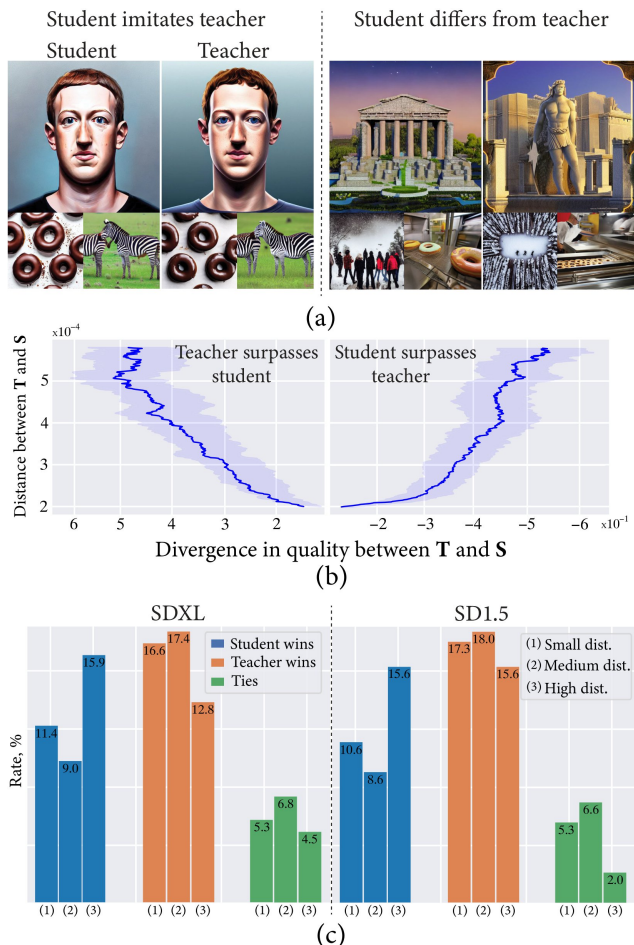 Student imitates teacher
Student differs from teacher
Student
Teacher
(a)
x10⁻⁴
Distance between T and S
5
4
3
2
Teacher surpasses
student
Student surpasses
teacher
6
5
4
3
2
−2
−3
−4
−5
−6
x10⁻¹
Divergence in quality between T and S
(b)
SDXL
SD1.5
Rate, %
Student wins
Teacher wins
Ties
(1) Small dist.
(2) Medium dist.
(3) High dist.
11.4
9.0
15.9
16.6
17.4
12.8
5.3
6.8
4.5
10.6
8.6
15.6
17.3
18.0
15.6
5.3
6.6
2.0
(1) (2) (3)
(1) (2) (3)
(1) (2) (3)
(1) (2) (3)
(1) (2) (3)
(1) (2) (3)
(c)